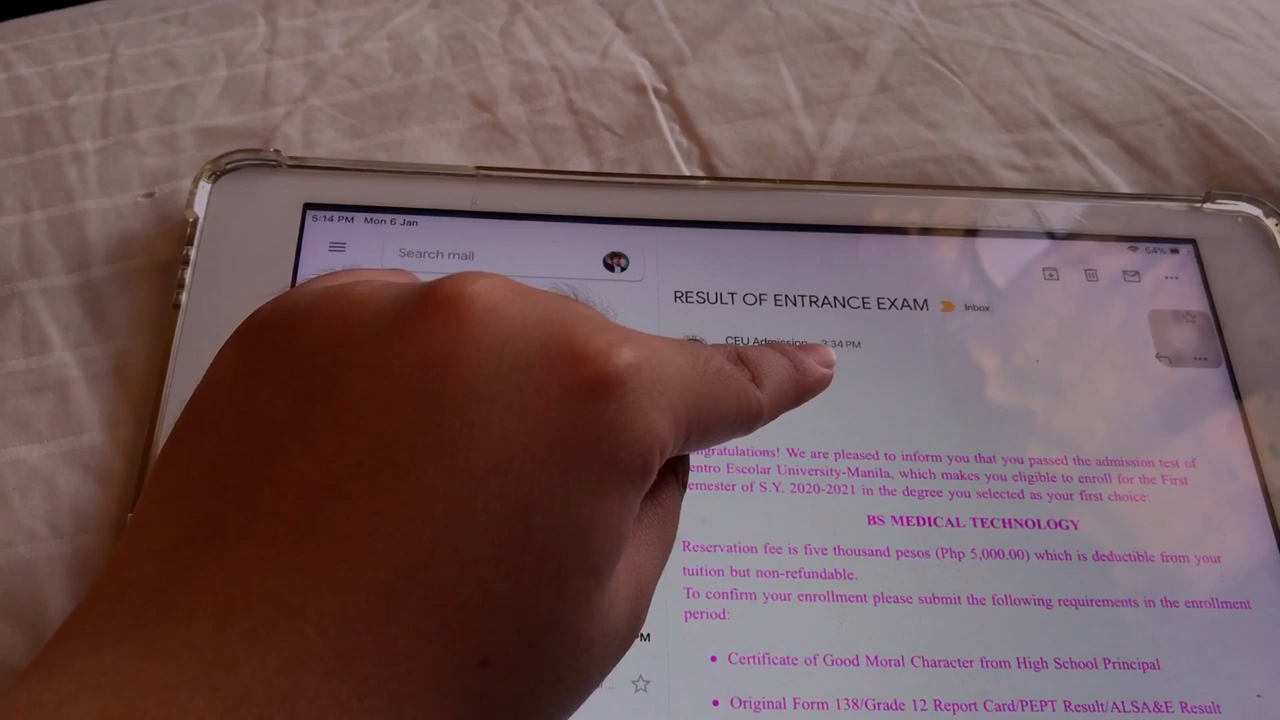 5:14 PM Mon 6 Jan
54%
Search mail
RESULT OF ENTRANCE EXAM
Inbox
CEU Admission :34 PM
ngratulations! We are pleased to inform you that you passed the admission test of
entro Escolar University-Manila, which makes you eligible to enroll for the First
emester of S.Y. 2020-2021 in the degree you selected as your first choice:
BS MEDICAL TECHNOLOGY
Reservation fee is five thousand pesos (Php 5,000.00) which is deductible from your
tuition but non-refundable.
To confirm your enrollment please submit the following requirements in the enrollment
period:
• Certificate of Good Moral Character from High School Principal
• Original Form 138/Grade 12 Report Card/PEPT Result/ALSA&E Result
M